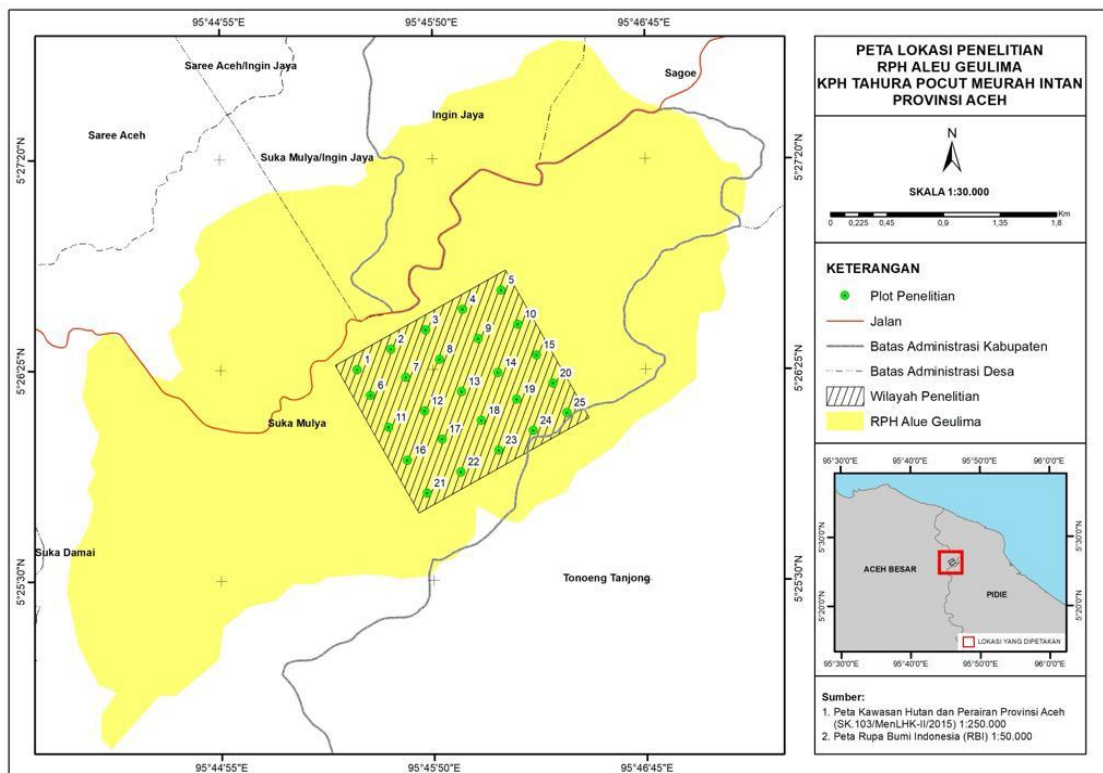 95°44'55"E 95°45'50"E 95°46'45"E
Saree Aceh/Ingin Jaya
Sagoe
Saree Aceh
Ingin Jaya
Suka Mulya/Ingin Jaya
5°27'20"N 5°27'20"N
5
4
10
3
9
2
15
8
1
14
20
7
5°26'25"N 5°26'25"N
6
13
19
25
12
18
24
11
Suka Mulya
17
23
16
22
21
Suka Damai
Tonoeng Tanjong
5°25'30"N 5°25'30"N
95°44'55"E 95°45'50"E 95°46'45"E
PETA LOKASI PENELITIAN
RPH ALEU GEULIMA
KPH TAHURA POCUT MEURAH INTAN
PROVINSI ACEH
N
SKALA 1:30.000
Km
0 0,225 0,45 0,9 1,35 1,8
KETERANGAN
Plot Penelitian
Jalan
Batas Administrasi Kabupaten
Batas Administrasi Desa
Wilayah Penelitian
RPH Alue Geulima
95°30'0"E 95°40'0"E 95°50'0"E 96°0'0"E
5°30'0"N 5°30'0"N
ACEH BESAR
PIDIE
5°20'0"N 5°20'0"N
LOKASI YANG DIPETAKAN
95°30'0"E 95°40'0"E 95°50'0"E 96°0'0"E
Sumber:
1. Peta Kawasan Hutan dan Perairan Provinsi Aceh
(SK.103/MenLHK-II/2015) 1:250.000
2. Peta Rupa Bumi Indonesia (RBI) 1:50.000